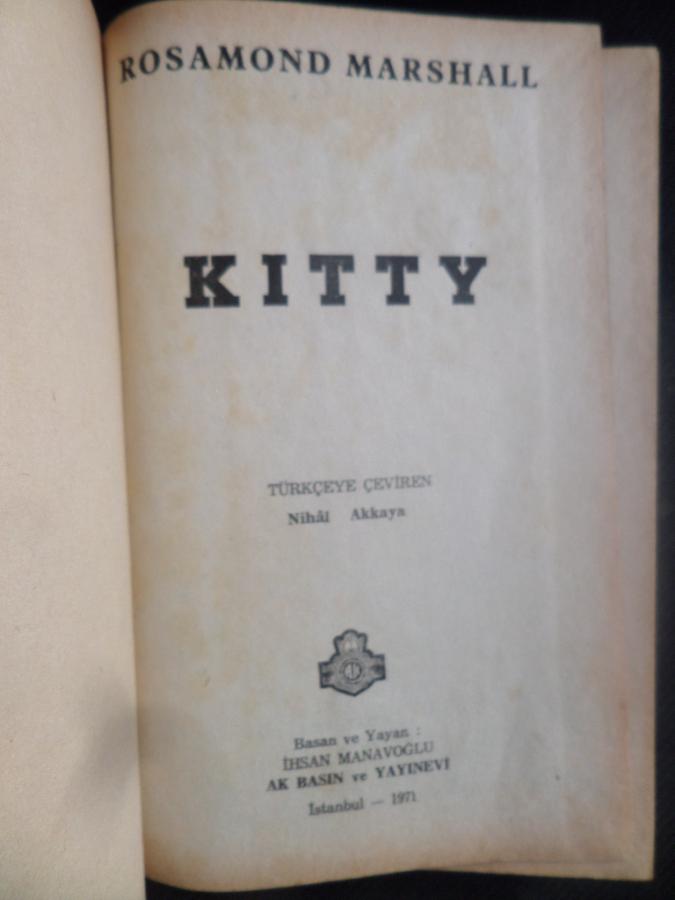 ROSAMOND MARSHALL
KITTY
TÜRKÇEYE ÇEVİREN
Nihâl Akkaya
Basan ve Yayan :
İHSAN MANAVOĞLU
AK BASIN ve YAYINEVİ
İstanbul — 1971